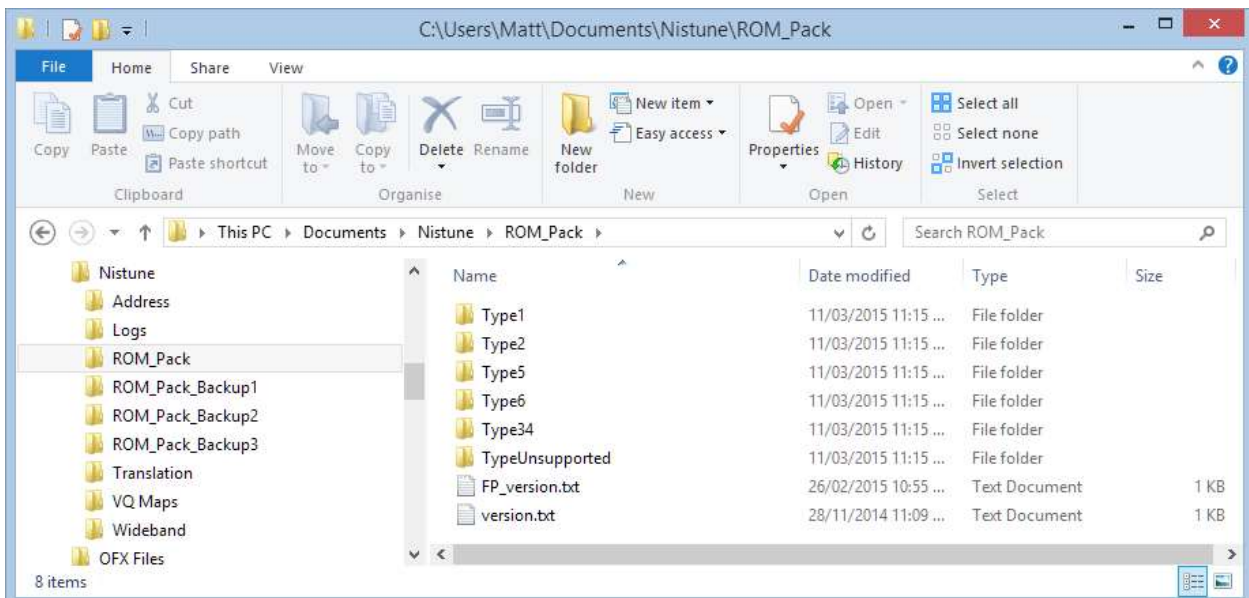 C:\Users\Matt\Documents\Nistune\ROM_Pack
File Home Share View
Copy
Paste
Cut
Copy path
Paste shortcut
Clipboard
Move to
Copy to
Delete
Rename
Organise
New folder
New item
Easy access
New
Properties
Open
Edit
History
Open
Select all
Select none
Invert selection
Select
This PC Documents Nistune ROM_Pack
Search ROM_Pack
Nistune
Address
Logs
ROM_Pack
ROM_Pack_Backup1
ROM_Pack_Backup2
ROM_Pack_Backup3
Translation
VQ Maps
Wideband
OFX Files
Name Date modified Type Size
Type1 11/03/2015 11:15 ... File folder
Type2 11/03/2015 11:15 ... File folder
Type5 11/03/2015 11:15 ... File folder
Type6 11/03/2015 11:15 ... File folder
Type34 11/03/2015 11:15 ... File folder
TypeUnsupported 11/03/2015 11:15 ... File folder
FP_version.txt 26/02/2015 10:55 ... Text Document 1 KB
version.txt 28/11/2014 11:09 ... Text Document 1 KB
8 items